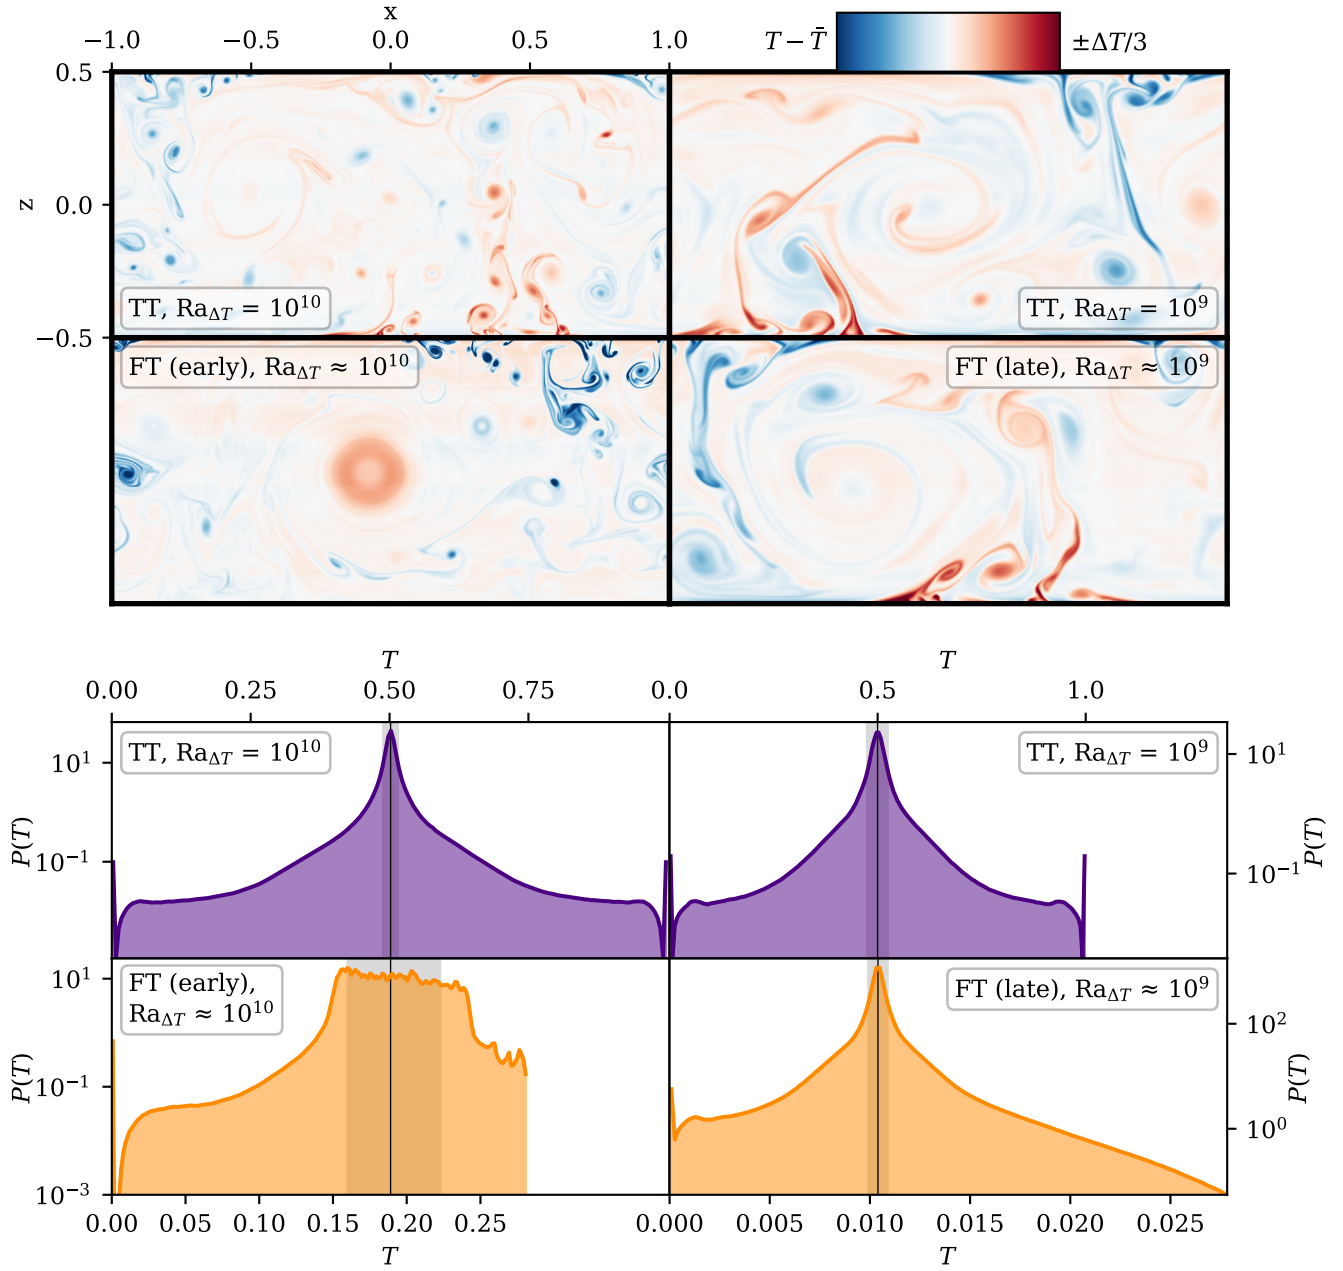 x
−1.0 −0.5 0.0 0.5 1.0
T − T̄ ±ΔT/3
0.5
z 0.0
−0.5
TT, Ra_ΔT = 10^10
TT, Ra_ΔT = 10^9
FT (early), Ra_ΔT ≈ 10^10
FT (late), Ra_ΔT ≈ 10^9
T T
0.00 0.25 0.50 0.75 0.0 0.5 1.0
TT, Ra_ΔT = 10^10
TT, Ra_ΔT = 10^9
10^1
10^−1
P(T)
10^1
10^−1
P(T)
FT (early),
Ra_ΔT ≈ 10^10
FT (late), Ra_ΔT ≈ 10^9
10^1
10^−1
10^−3
P(T)
10^2
10^0
P(T)
0.00 0.05 0.10 0.15 0.20 0.25 0.000 0.005 0.010 0.015 0.020 0.025
T T